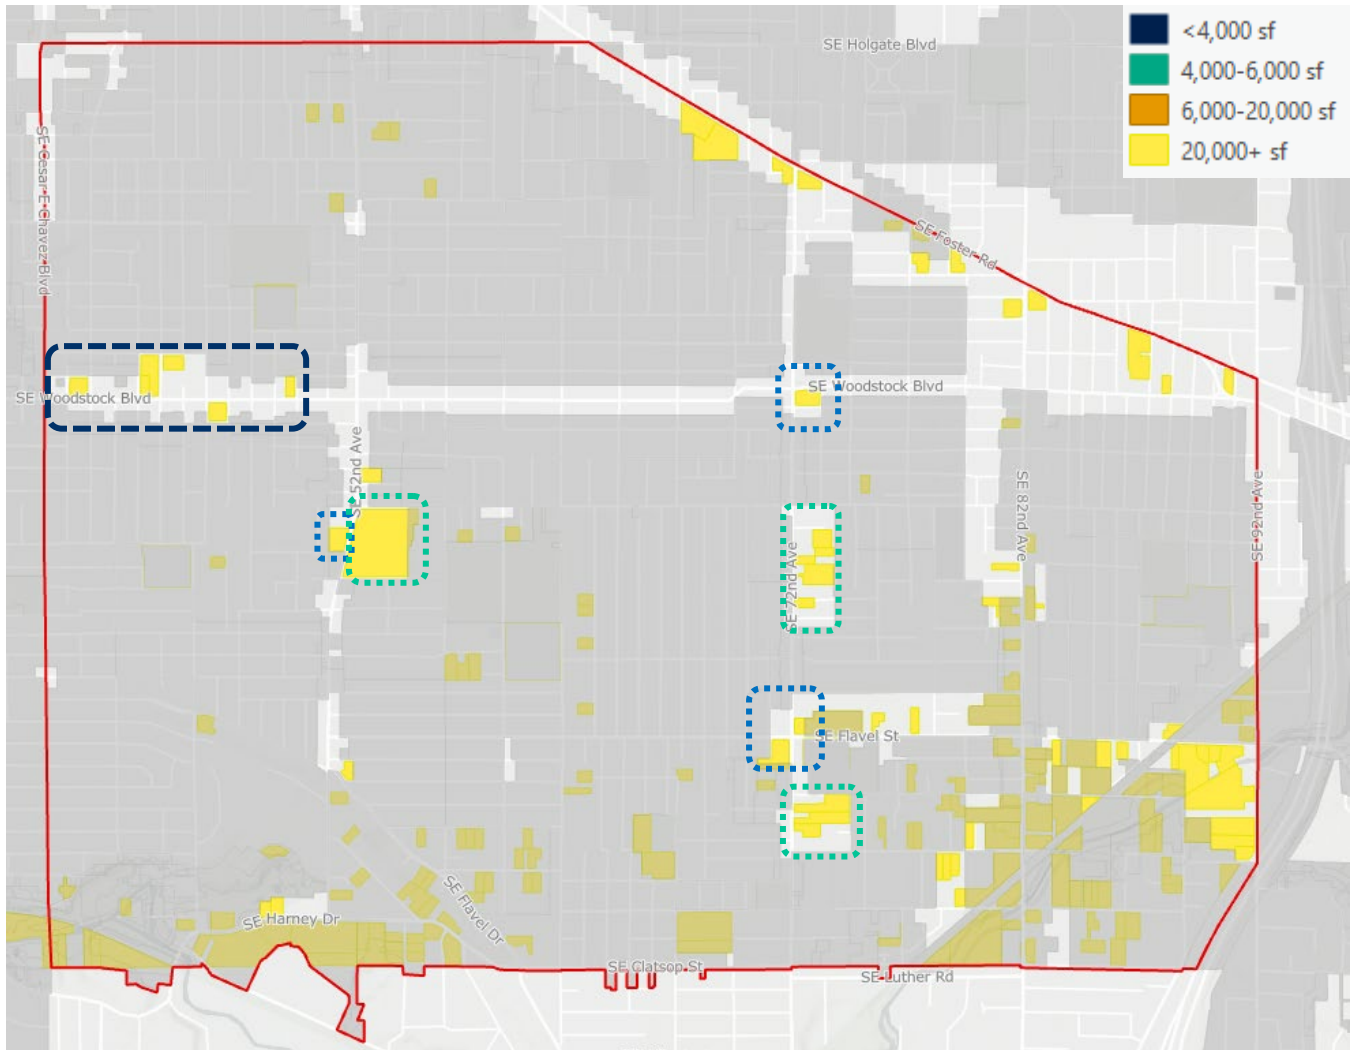 <4,000 sf
4,000-6,000 sf
6,000-20,000 sf
20,000+ sf
SE Holgate Blvd
SE Cesar E Chavez Blvd
SE Foster Rd
SE Woodstock Blvd
SE Woodstock Blvd
SE 52nd Ave
SE 82nd Ave
SE 92nd Ave
SE 72nd Ave
SE Flavel St
SE Flavel Dr
SE Harney Dr
SE Clatsop St
SE Luther Rd